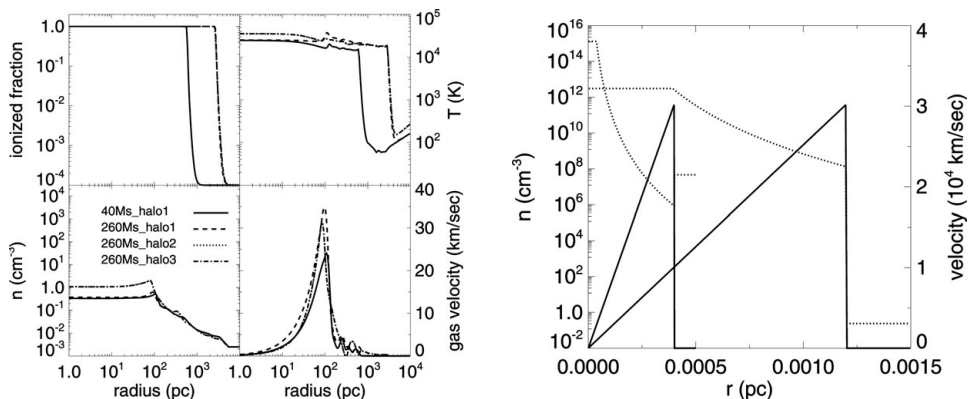 1.0
10⁻¹
10⁻²
10⁻³
10⁻⁴
ionized fraction
10⁵
10⁴
10³
10²
T (K)
10⁴
10³
10²
10¹
1.0
10⁻¹
10⁻²
10⁻³
n (cm⁻³)
40Ms_halo1
260Ms_halo1
260Ms_halo2
260Ms_halo3
40
30
20
10
0
gas velocity (km/sec)
1.0 10¹ 10² 10³ 1.0 10¹ 10² 10³ 10⁴
radius (pc) radius (pc)
10¹⁶
10¹⁴
10¹²
10¹⁰
10⁸
10⁶
10⁴
10²
1.0
10⁻²
n (cm⁻³)
4
3
2
1
0
velocity (10⁴ km/sec)
0.0000 0.0005 0.0010 0.0015
r (pc)